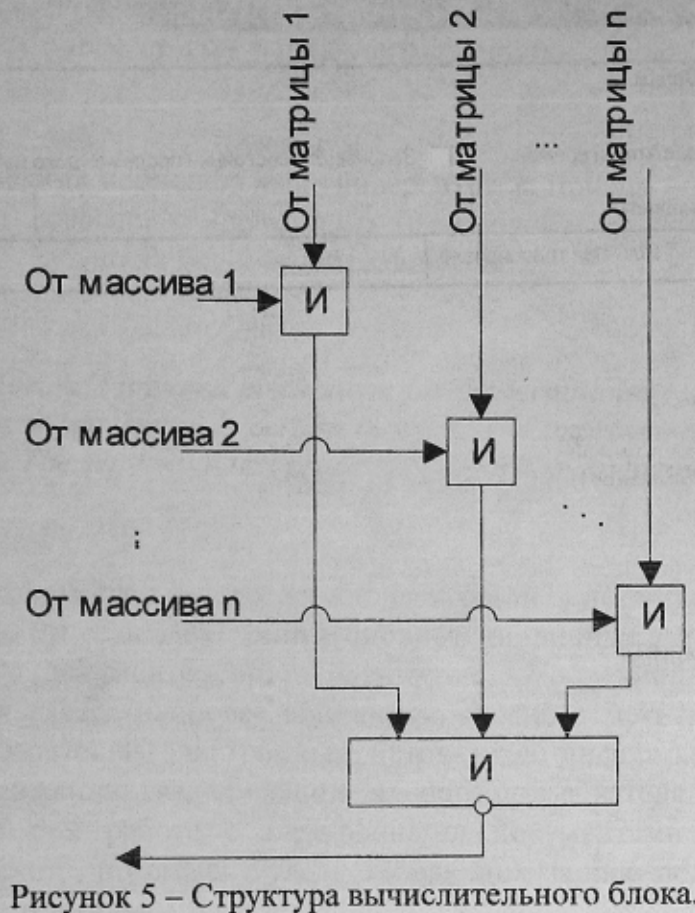 От матрицы 1
От матрицы 2
...
От матрицы n
От массива 1
И
От массива 2
И
...
...
От массива n
И
И
Рисунок 5 – Структура вычислительного блока.